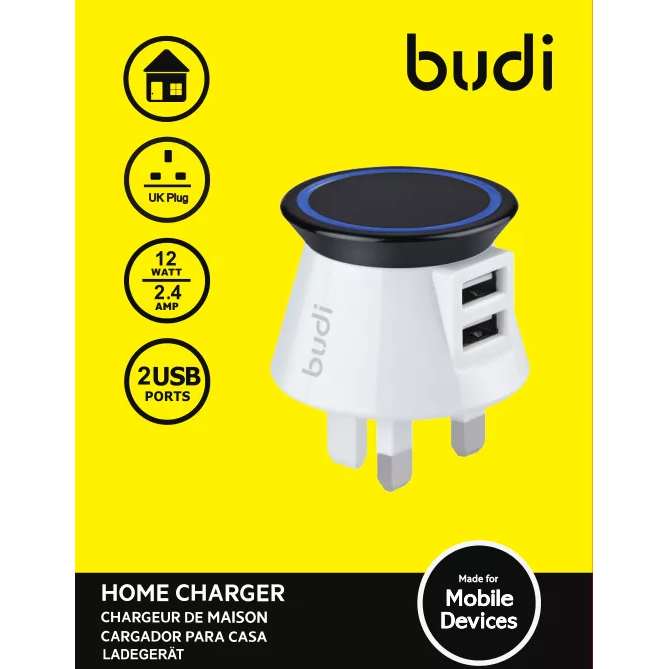 budi
UK Plug
12
WATT
2.4
AMP
2USB
PORTS
budi
HOME CHARGER
CHARGEUR DE MAISON
CARGADOR PARA CASA
LADEGERÄT
Made for
Mobile
Devices